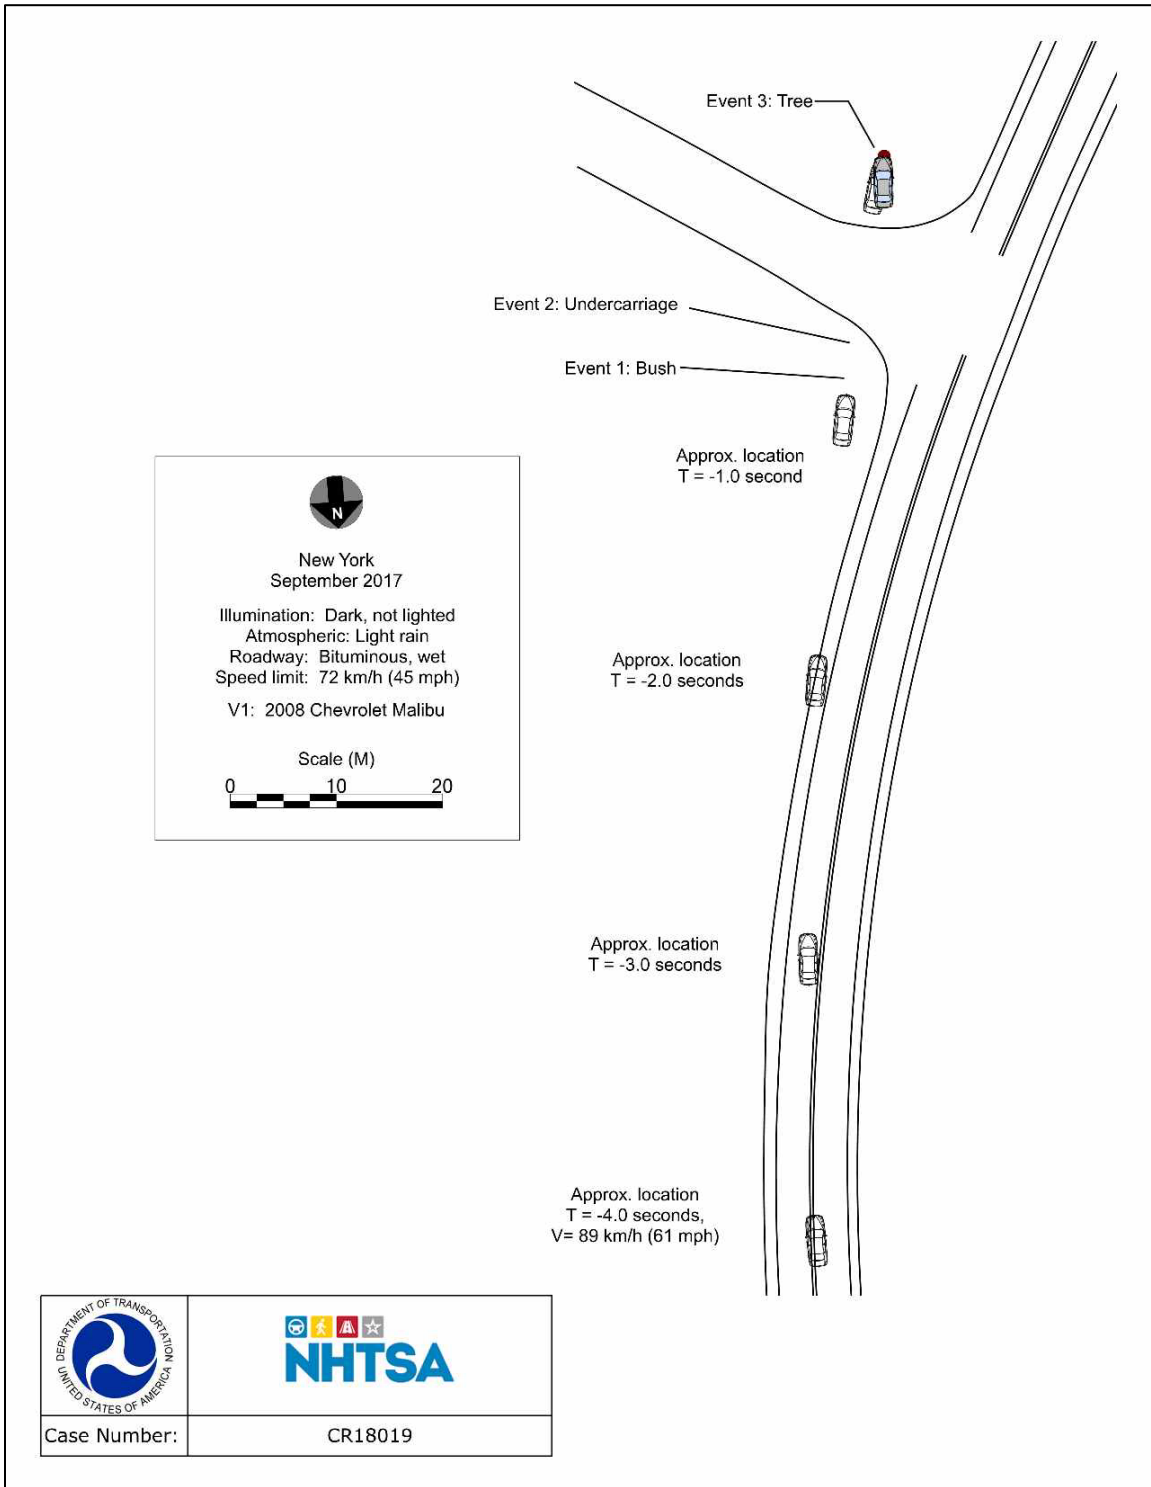 Event 3: Tree
Event 2: Undercarriage
Event 1: Bush
Approx. location
T = -1.0 second
N
New York
September 2017
Illumination: Dark, not lighted
Atmospheric: Light rain
Roadway: Bituminous, wet
Speed limit: 72 km/h (45 mph)
V1: 2008 Chevrolet Malibu
Scale (M)
0 10 20
Approx. location
T = -2.0 seconds
Approx. location
T = -3.0 seconds
Approx. location
T = -4.0 seconds,
V= 89 km/h (61 mph)
DEPARTMENT OF TRANSPORTATION
UNITED STATES OF AMERICA
NHTSA
Case Number: CR18019